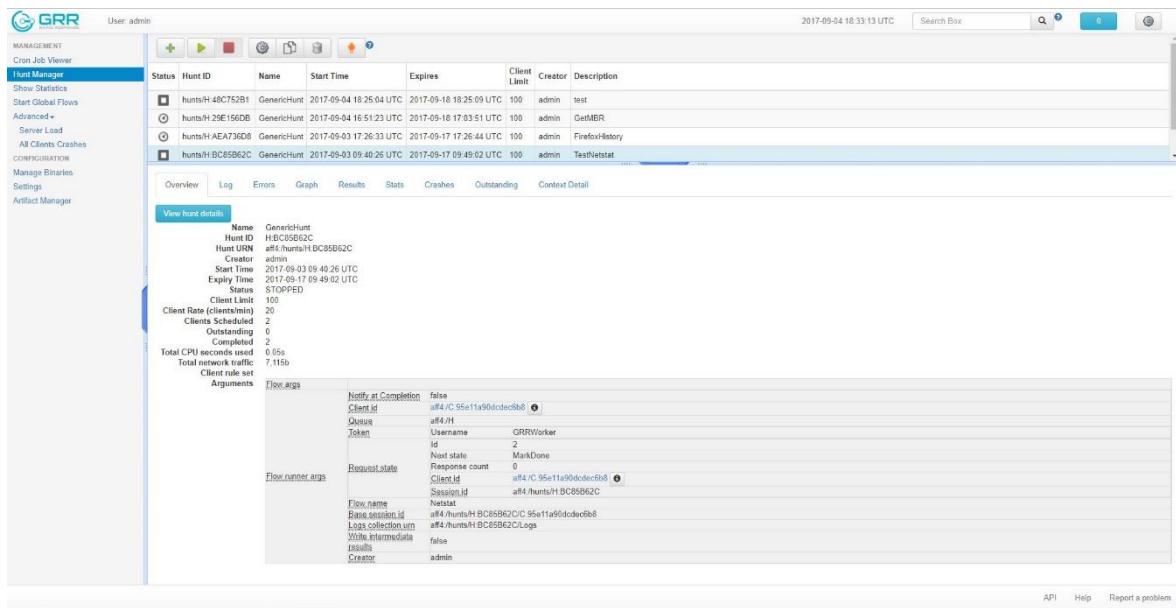 GRR
User: admin
2017-09-04 18:33:13 UTC
Search Box
0
MANAGEMENT
Cron Job Viewer
Hunt Manager
Show Statistics
Start Global Flows
Advanced
Server Load
All Clients Crashes
CONFIGURATION
Manage Binaries
Settings
Artifact Manager
Status Hunt ID Name Start Time Expires Client Limit Creator Description
hunts/H:48C752B1 GenericHunt 2017-09-04 18:25:04 UTC 2017-09-18 18:25:09 UTC 100 admin test
hunts/H:29E156DB GenericHunt 2017-09-04 16:51:23 UTC 2017-09-18 17:03:51 UTC 100 admin GetMBR
hunts/H:AEA736D8 GenericHunt 2017-09-03 17:26:33 UTC 2017-09-17 17:26:44 UTC 100 admin FirefoxHistory
hunts/H:BC85B62C GenericHunt 2017-09-03 09:40:26 UTC 2017-09-17 09:49:02 UTC 100 admin TestNetstat
Overview Log Errors Graph Results Stats Crashes Outstanding Context Detail
View hunt details
Name GenericHunt
Hunt ID H:BC85B62C
Hunt URN aff4:/hunts/H:BC85B62C
Creator admin
Start Time 2017-09-03 09:40:26 UTC
Expiry Time 2017-09-17 09:49:02 UTC
Status STOPPED
Client Limit 100
Client Rate (clients/min) 20
Clients Scheduled 2
Outstanding 0
Completed 2
Total CPU seconds used 0.05s
Total network traffic 7,115b
Client rule set
Arguments Flow args
Flow runner args
Notify at Completion false
Client id aff4:/C.95e11a90dcdec6b8
Queue aff4:/H
Token Username GRRWorker
Request state
Id 2
Next state MarkDone
Response count 0
Client id aff4:/C.95e11a90dcdec6b8
Session id aff4:/hunts/H:BC85B62C
Flow name Netstat
Base session id aff4:/hunts/H:BC85B62C/C.95e11a90dcdec6b8
Logs collection urn aff4:/hunts/H:BC85B62C/Logs
Write intermediate results false
Creator admin
API Help Report a problem